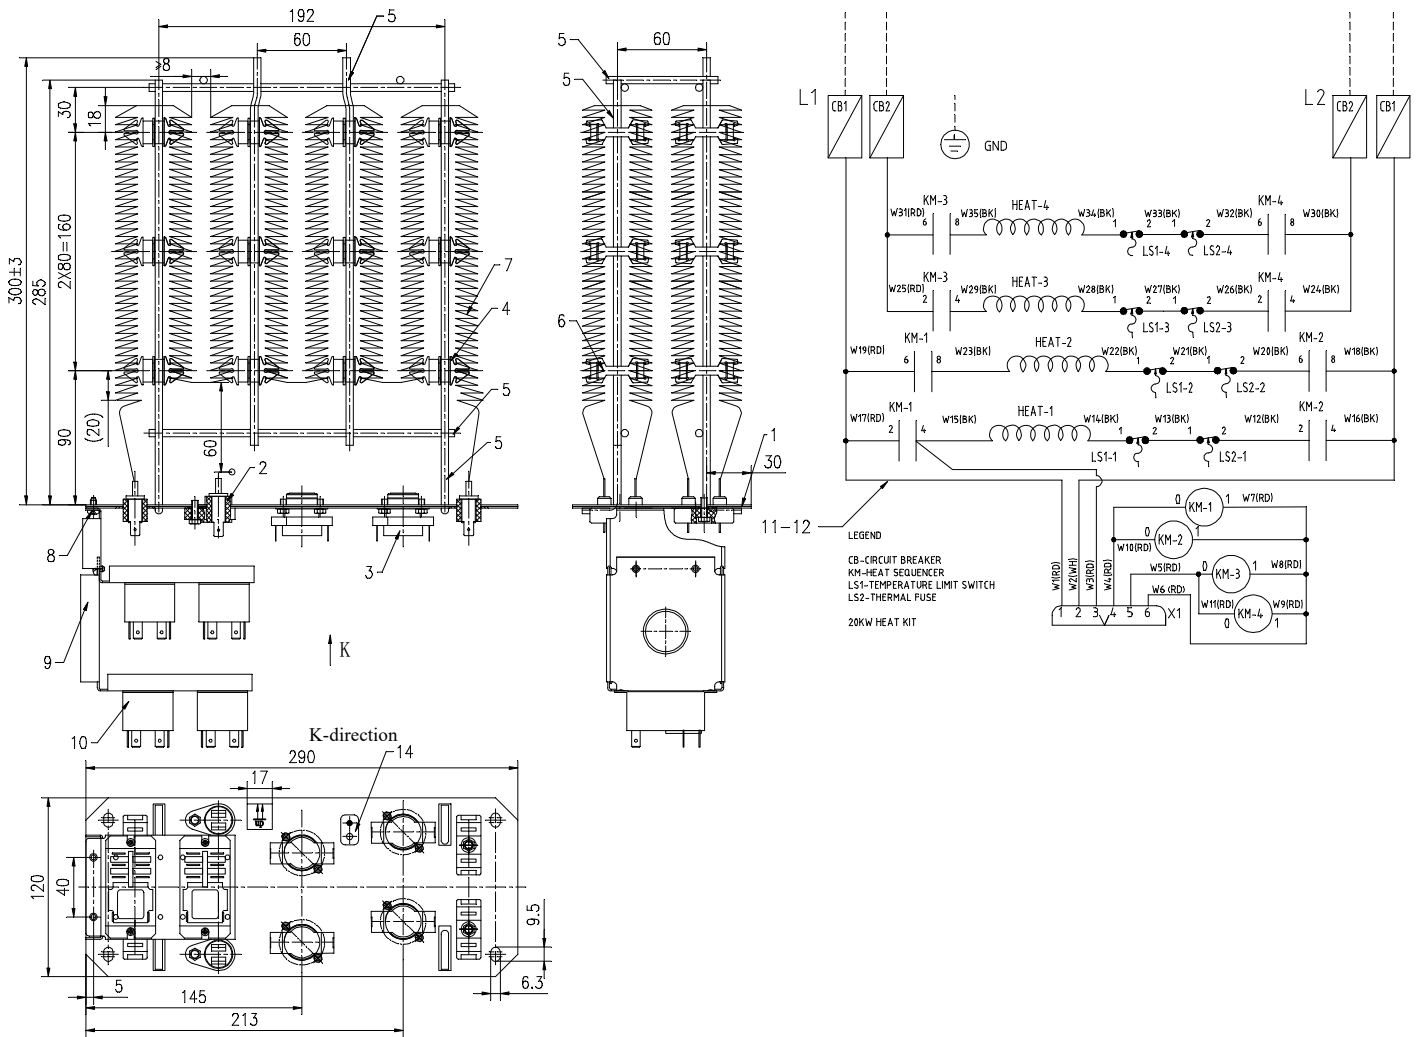 192
5
60
>8
300±3
285
30
18
2X80=160
7
4
90
(20)
60
5
5
2
8
3
9
K
10
5
60
5
6
1
30
K-direction
290
14
17
120
40
9.5
6.3
5
145
213
L1
CB1
CB2
GND
L2
CB2
CB1
KM-3
HEAT-4
KM-4
W31(RD)
W35(BK)
W34(BK)
W33(BK)
W32(BK)
W30(BK)
6
8
1
2
1
2
6
8
LS1-4
LS2-4
KM-3
HEAT-3
KM-4
W25(RD)
W29(BK)
W28(BK)
W27(BK)
W26(BK)
W24(BK)
2
4
1
2
1
2
2
4
LS1-3
LS2-3
KM-1
HEAT-2
KM-2
W19(RD)
W23(BK)
W22(BK)
W21(BK)
W20(BK)
W18(BK)
6
8
1
2
1
2
6
8
LS1-2
LS2-2
KM-1
HEAT-1
KM-2
W17(RD)
W15(BK)
W14(BK)
W13(BK)
W12(BK)
W16(BK)
2
4
1
2
1
2
2
4
LS1-1
LS2-1
11-12
LEGEND
CB-CIRCUIT BREAKER
KM-HEAT SEQUENCER
LS1-TEMPERATURE LIMIT SWITCH
LS2-THERMAL FUSE
20KW HEAT KIT
W1(RD)
W2(WH)
W3(RD)
W4(RD)
0
KM-1
1
W7(RD)
0
KM-2
1
W10(RD)
W5(RD)
0
KM-3
1
W8(RD)
W6 (RD)
W11(RD)
0
KM-4
1
W9(RD)
1 2 3 4 5 6
X1